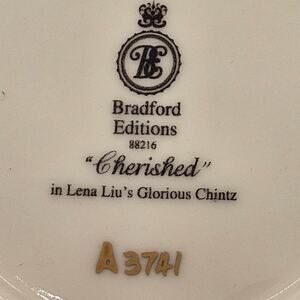 BE
Bradford
Editions
88216
"Cherished"
in Lena Liu's Glorious Chintz
A3741